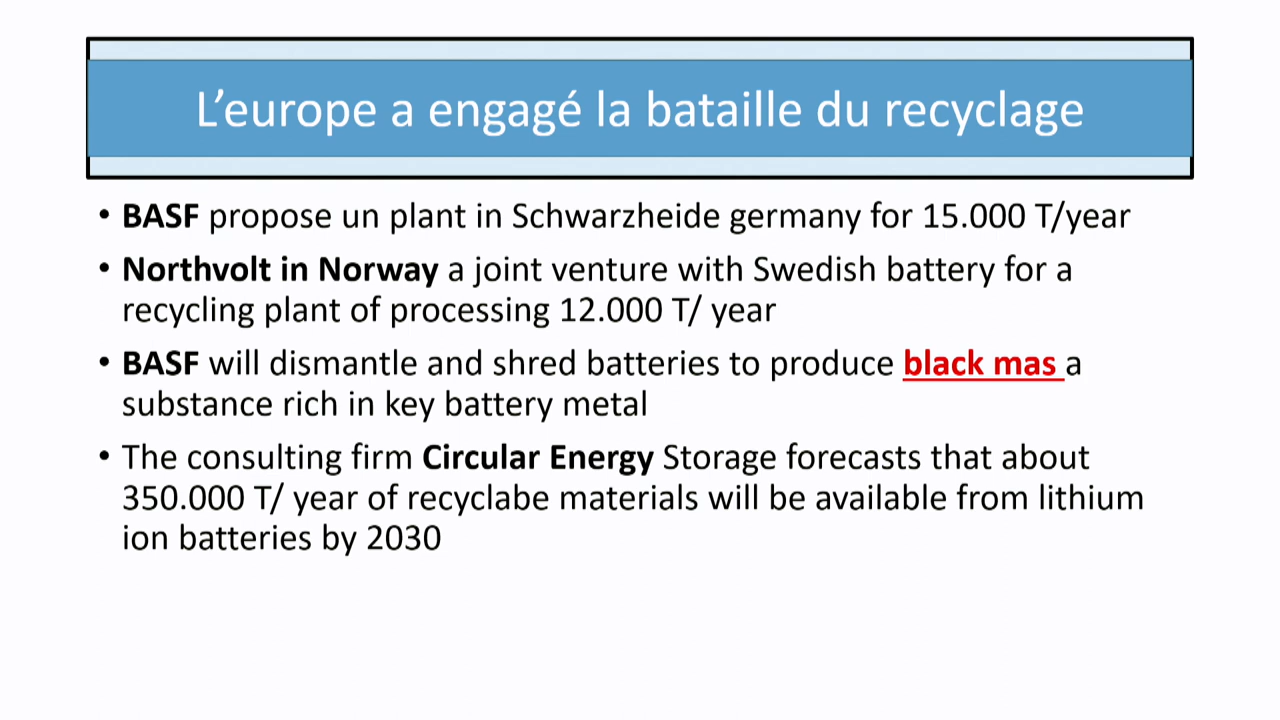 L’europe a engagé la bataille du recyclage
• BASF propose un plant in Schwarzheide germany for 15.000 T/year
• Northvolt in Norway a joint venture with Swedish battery for a
recycling plant of processing 12.000 T/ year
• BASF will dismantle and shred batteries to produce black mas a
substance rich in key battery metal
• The consulting firm Circular Energy Storage forecasts that about
350.000 T/ year of recyclabe materials will be available from lithium
ion batteries by 2030